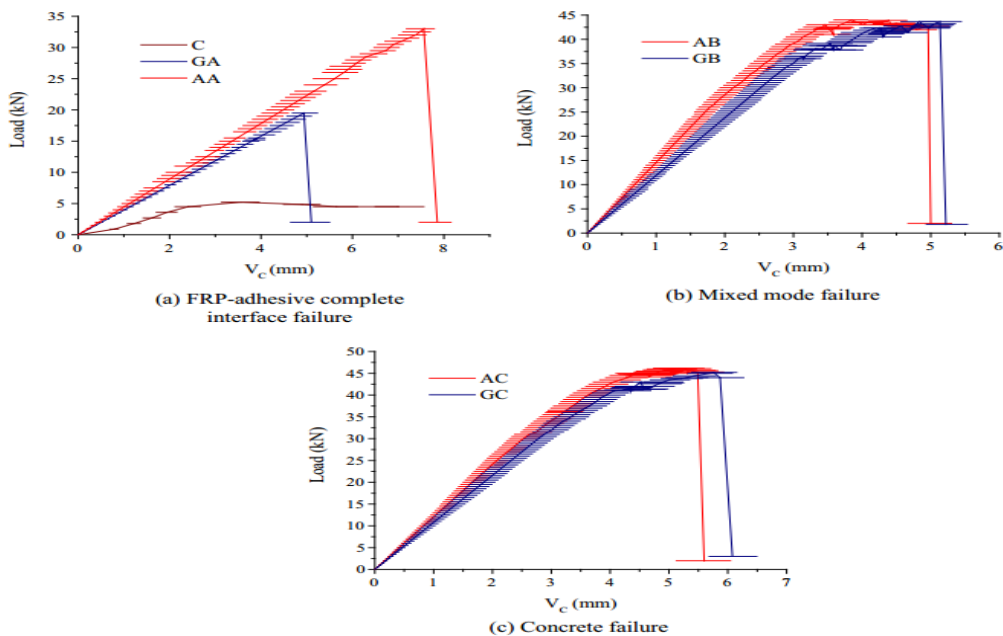 35
30
25
20
15
10
5
0
Load (kN)
C
GA
AA
0 2 4 6 8
V_C (mm)
(a) FRP-adhesive complete
interface failure
45
40
35
30
25
20
15
10
5
0
Load (kN)
AB
GB
0 1 2 3 4 5 6
V_C (mm)
(b) Mixed mode failure
50
45
40
35
30
25
20
15
10
5
0
Load (kN)
AC
GC
0 1 2 3 4 5 6 7
V_C (mm)
(c) Concrete failure